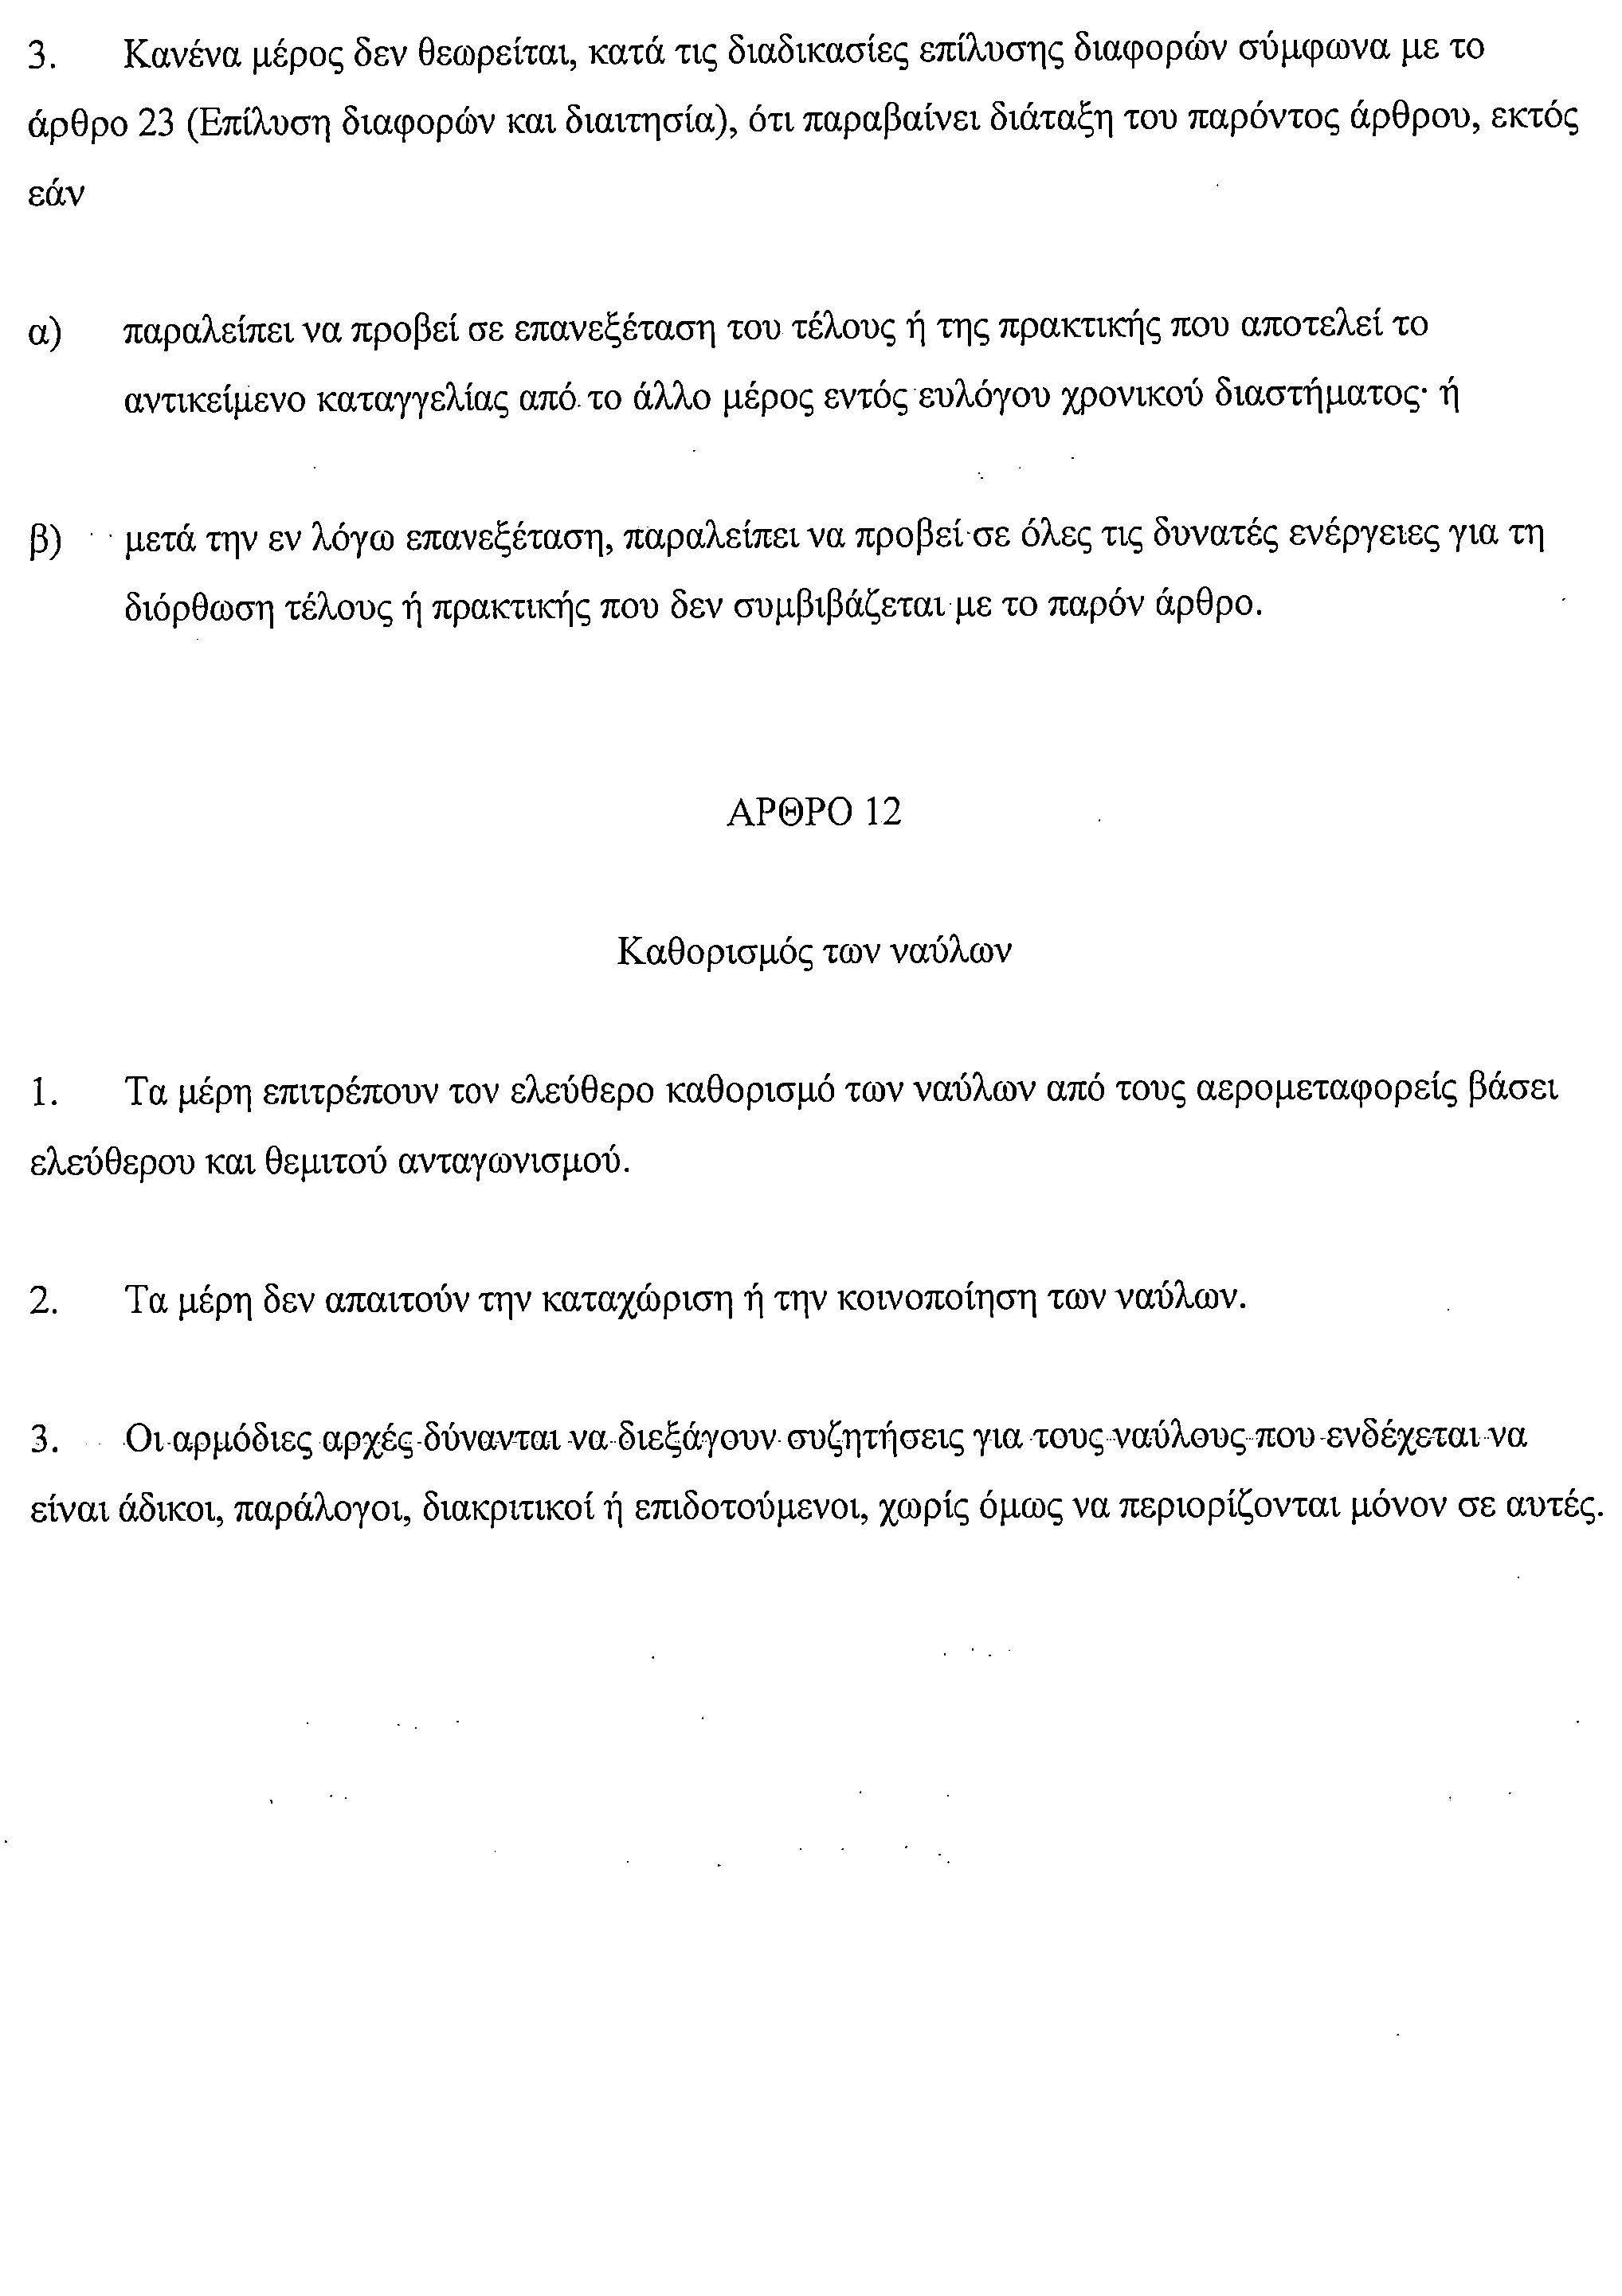 3. Κανένα μέρος δεν θεωρείται, κατά τις διαδικασίες επίλυσης διαφορών σύμφωνα με το
άρθρο 23 (Επίλυση διαφορών και διαιτησία), ότι παραβαίνει διάταξη του παρόντος άρθρου, εκτός
εάν
α) παραλείπει να προβεί σε επανεξέταση του τέλους ή της πρακτικής που αποτελεί το
αντικείμενο καταγγελίας από το άλλο μέρος εντός ευλόγου χρονικού διαστήματος· ή
β) μετά την εν λόγω επανεξέταση, παραλείπει να προβεί σε όλες τις δυνατές ενέργειες για τη
διόρθωση τέλους ή πρακτικής που δεν συμβιβάζεται με το παρόν άρθρο.
ΑΡΘΡΟ 12
Καθορισμός των ναύλων
1. Τα μέρη επιτρέπουν τον ελεύθερο καθορισμό των ναύλων από τους αερομεταφορείς βάσει
ελεύθερου και θεμιτού ανταγωνισμού.
2. Τα μέρη δεν απαιτούν την καταχώριση ή την κοινοποίηση των ναύλων.
3. Οι αρμόδιες αρχές δύνανται να διεξάγουν συζητήσεις για τους ναύλους που ενδέχεται να
είναι άδικοι, παράλογοι, διακριτικοί ή επιδοτούμενοι, χωρίς όμως να περιορίζονται μόνον σε αυτές.